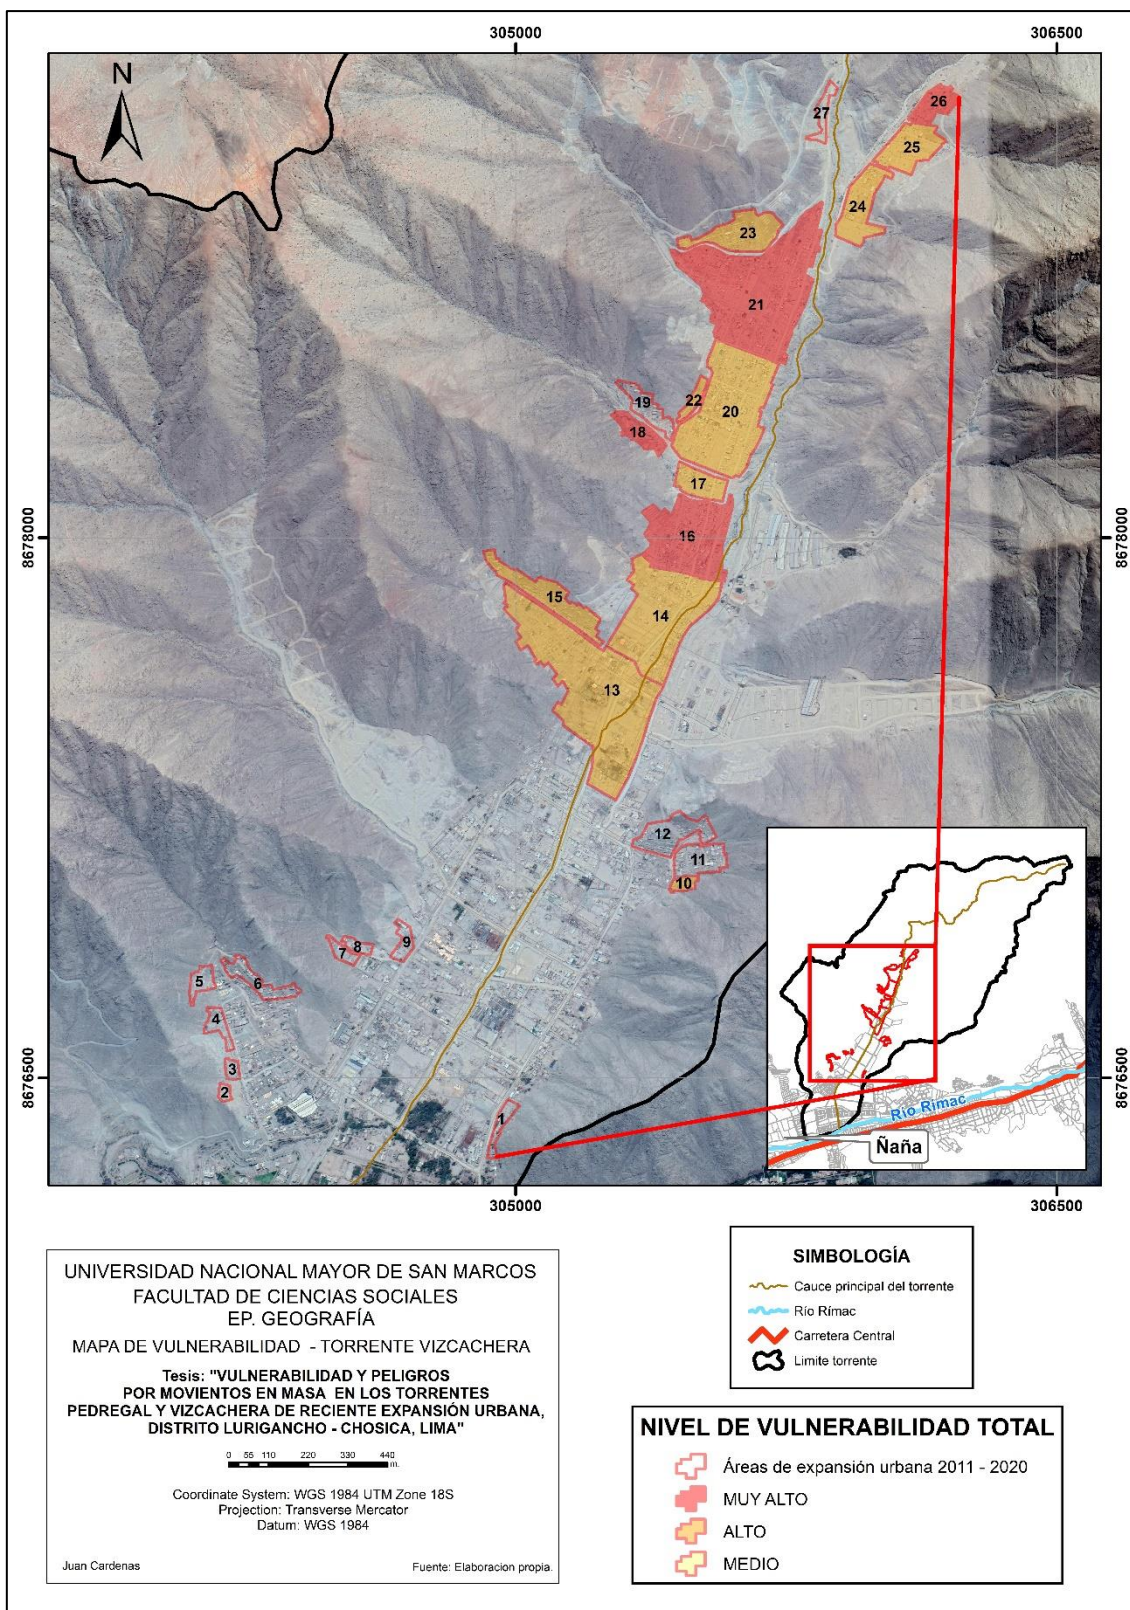 305000
306500
N
27
26
25
24
23
21
19
22
20
18
17
8678000
8678000
16
15
14
13
12
11
10
9
8
7
6
5
4
3
2
1
8676500
8676500
Río Rímac
Ñaña
305000
306500
UNIVERSIDAD NACIONAL MAYOR DE SAN MARCOS
FACULTAD DE CIENCIAS SOCIALES
EP. GEOGRAFÍA
MAPA DE VULNERABILIDAD - TORRENTE VIZCACHERA
Tesis: "VULNERABILIDAD Y PELIGROS
POR MOVIENTOS EN MASA EN LOS TORRENTES
PEDREGAL Y VIZCACHERA DE RECIENTE EXPANSIÓN URBANA,
DISTRITO LURIGANCHO - CHOSICA, LIMA"
0 55 110 220 330 440
m.
Coordinate System: WGS 1984 UTM Zone 18S
Projection: Transverse Mercator
Datum: WGS 1984
Juan Cardenas
Fuente: Elaboracion propia.
SIMBOLOGÍA
Cauce principal del torrente
Río Rímac
Carretera Central
Limite torrente
NIVEL DE VULNERABILIDAD TOTAL
Áreas de expansión urbana 2011 - 2020
MUY ALTO
ALTO
MEDIO